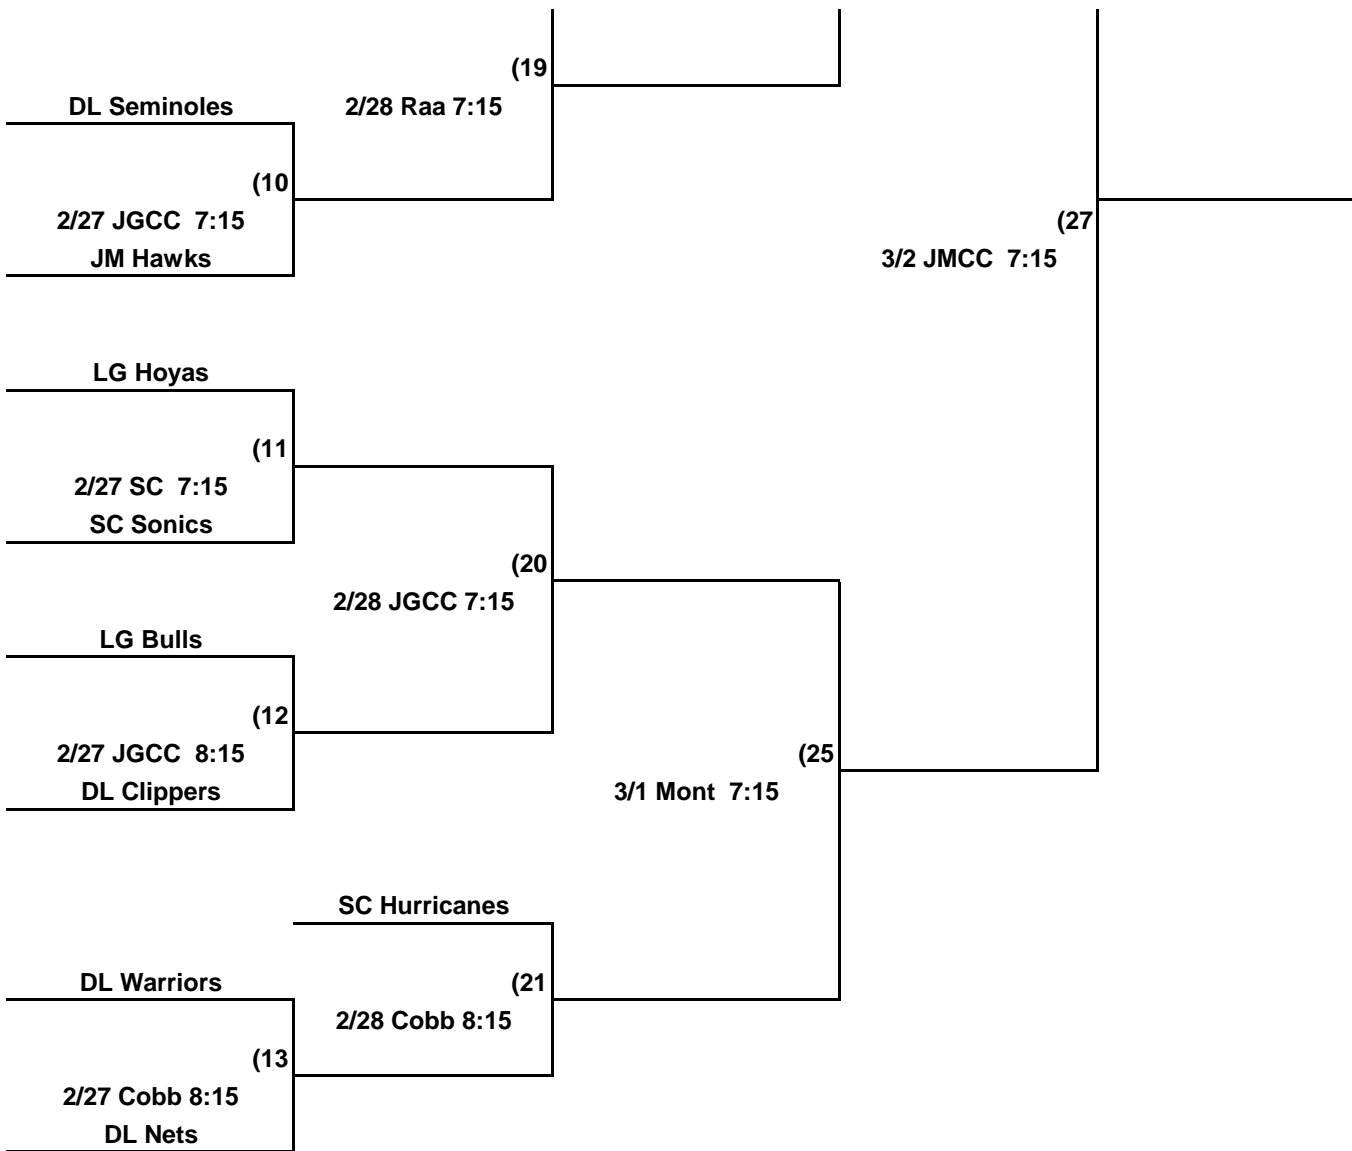 (19
DL Seminoles
2/28 Raa 7:15
(10
2/27 JGCC  7:15
(27
JM Hawks
3/2 JMCC  7:15
LG Hoyas
(11
2/27 SC  7:15
SC Sonics
(20
2/28 JGCC 7:15
LG Bulls
(12
2/27 JGCC  8:15
(25
DL Clippers
3/1 Mont  7:15
SC Hurricanes
DL Warriors
(21
2/28 Cobb 8:15
(13
2/27 Cobb 8:15
DL Nets